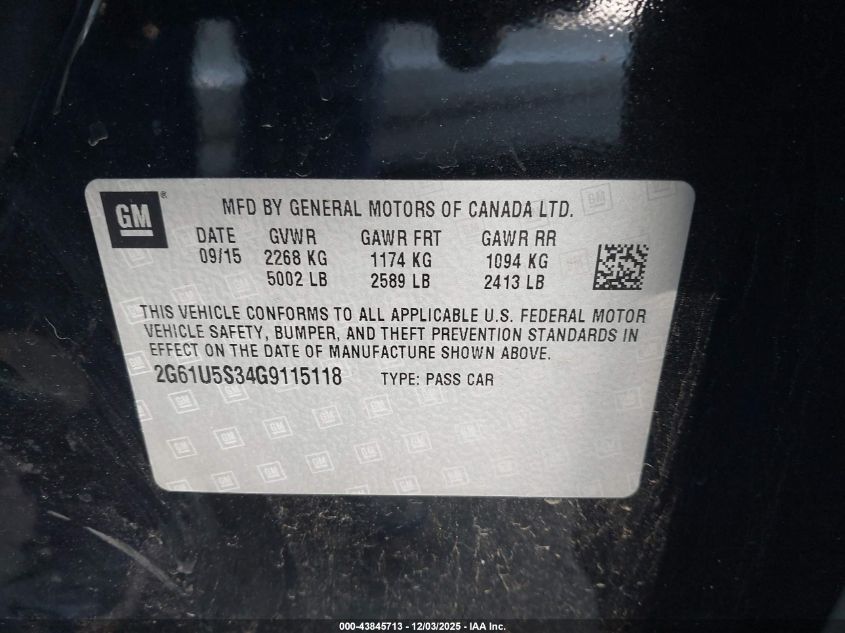 GM ®
MFD BY GENERAL MOTORS OF CANADA LTD.
DATE GVWR GAWR FRT GAWR RR
09/15 2268 KG 1174 KG 1094 KG
5002 LB 2589 LB 2413 LB
THIS VEHICLE CONFORMS TO ALL APPLICABLE U.S. FEDERAL MOTOR
VEHICLE SAFETY, BUMPER, AND THEFT PREVENTION STANDARDS IN
EFFECT ON THE DATE OF MANUFACTURE SHOWN ABOVE.
2G61U5S34G9115118 TYPE: PASS CAR
000-43845713 - 12/03/2025 - IAA Inc.